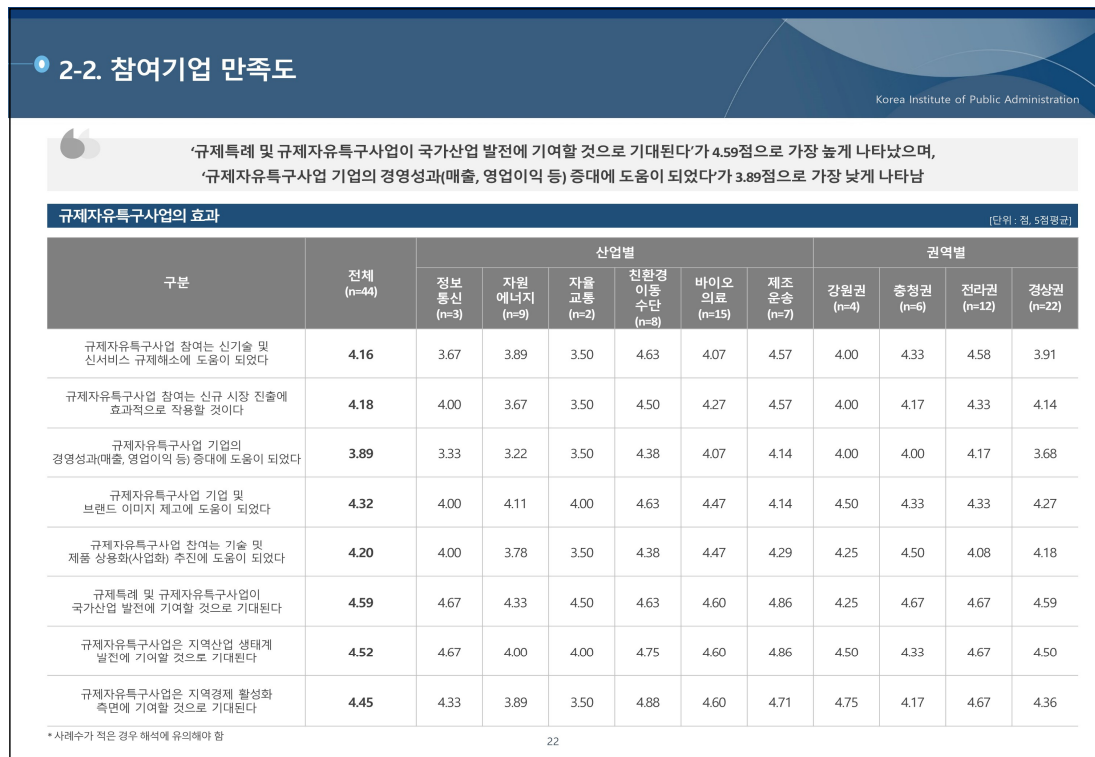 2-2. 참여기업 만족도
Korea Institute of Public Administration
‘규제특례 및 규제자유특구사업이 국가산업 발전에 기여할 것으로 기대된다’가 4.59점으로 가장 높게 나타났으며,
‘규제자유특구사업 기업의 경영성과(매출, 영업이익 등) 증대에 도움이 되었다’가 3.89점으로 가장 낮게 나타남
규제자유특구사업의 효과
[단위 : 점, 5점평균]
구분
전체
(n=44)
산업별
권역별
정보
통신
(n=3)
자원
에너지
(n=9)
자율
교통
(n=2)
친환경
이동
수단
(n=8)
바이오
의료
(n=15)
제조
운송
(n=7)
강원권
(n=4)
충청권
(n=6)
전라권
(n=12)
경상권
(n=22)
규제자유특구사업 참여는 신기술 및
신서비스 규제해소에 도움이 되었다
4.16 3.67 3.89 3.50 4.63 4.07 4.57 4.00 4.33 4.58 3.91
규제자유특구사업 참여는 신규 시장 진출에
효과적으로 작용할 것이다
4.18 4.00 3.67 3.50 4.50 4.27 4.57 4.00 4.17 4.33 4.14
규제자유특구사업 기업의
경영성과(매출, 영업이익 등) 증대에 도움이 되었다
3.89 3.33 3.22 3.50 4.38 4.07 4.14 4.00 4.00 4.17 3.68
규제자유특구사업 기업 및
브랜드 이미지 제고에 도움이 되었다
4.32 4.00 4.11 4.00 4.63 4.47 4.14 4.50 4.33 4.33 4.27
규제자유특구사업 참여는 기술 및
제품 상용화(사업화) 추진에 도움이 되었다
4.20 4.00 3.78 3.50 4.38 4.47 4.29 4.25 4.50 4.08 4.18
규제특례 및 규제자유특구사업이
국가산업 발전에 기여할 것으로 기대된다
4.59 4.67 4.33 4.50 4.63 4.60 4.86 4.25 4.67 4.67 4.59
규제자유특구사업은 지역산업 생태계
발전에 기여할 것으로 기대된다
4.52 4.67 4.00 4.00 4.75 4.60 4.86 4.50 4.33 4.67 4.50
규제자유특구사업은 지역경제 활성화
측면에 기여할 것으로 기대된다
4.45 4.33 3.89 3.50 4.88 4.60 4.71 4.75 4.17 4.67 4.36
* 사례수가 적은 경우 해석에 유의해야 함
22